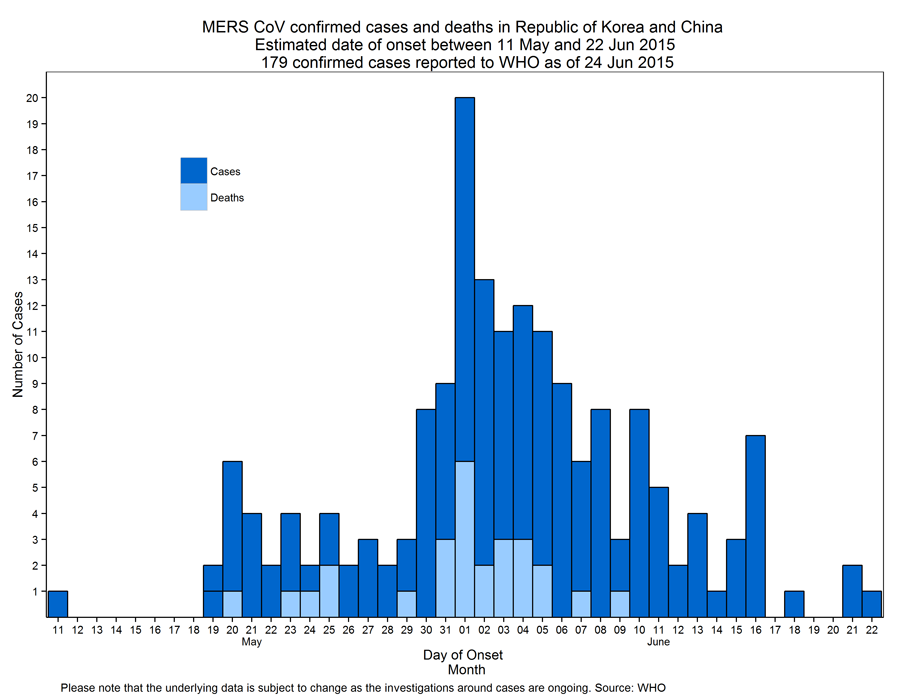 MERS CoV confirmed cases and deaths in Republic of Korea and China
Estimated date of onset between 11 May and 22 Jun 2015
179 confirmed cases reported to WHO as of 24 Jun 2015
20
19
18
17
16
15
14
13
12
11
10
9
8
7
6
5
4
3
2
1
Number of Cases
Cases
Deaths
11 12 13 14 15 16 17 18 19 20 21 22 23 24 25 26 27 28 29 30 31 01 02 03 04 05 06 07 08 09 10 11 12 13 14 15 16 17 18 19 20 21 22
May June
Day of Onset
Month
Please note that the underlying data is subject to change as the investigations around cases are ongoing. Source: WHO